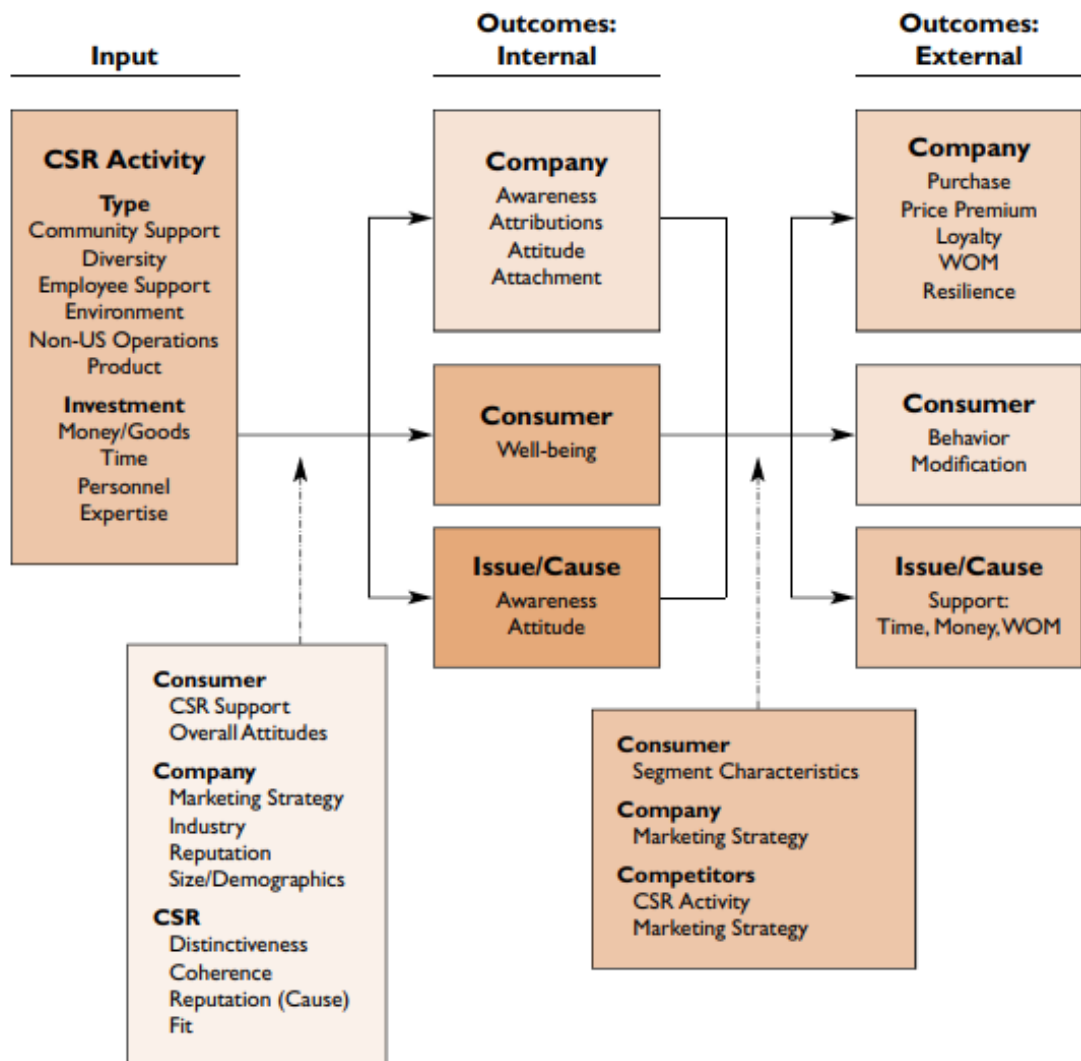 Input
Outcomes:
Internal
Outcomes:
External
CSR Activity
Type
Community Support
Diversity
Employee Support
Environment
Non-US Operations
Product
Investment
Money/Goods
Time
Personnel
Expertise
Company
Awareness
Attributions
Attitude
Attachment
Consumer
Well-being
Issue/Cause
Awareness
Attitude
Company
Purchase
Price Premium
Loyalty
WOM
Resilience
Consumer
Behavior
Modification
Issue/Cause
Support:
Time, Money, WOM
Consumer
CSR Support
Overall Attitudes
Company
Marketing Strategy
Industry
Reputation
Size/Demographics
CSR
Distinctiveness
Coherence
Reputation (Cause)
Fit
Consumer
Segment Characteristics
Company
Marketing Strategy
Competitors
CSR Activity
Marketing Strategy